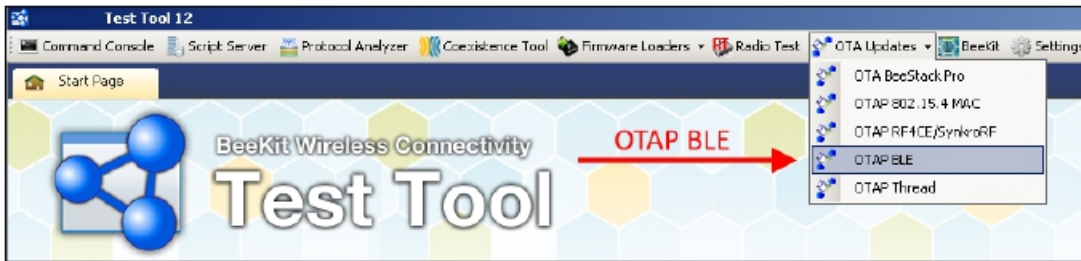 Test Tool 12
Command Console Script Server Protocol Analyzer Coexistence Tool Firmware Loaders Radio Test OTA Updates BeeKit Settings
Start Page
OTA BeeStack Pro
OTAP 802.15.4 MAC
OTAP RF4CE/SynkroRF
OTAP BLE
OTAP Thread
BeeKit Wireless Connectivity
Test Tool
OTAP BLE